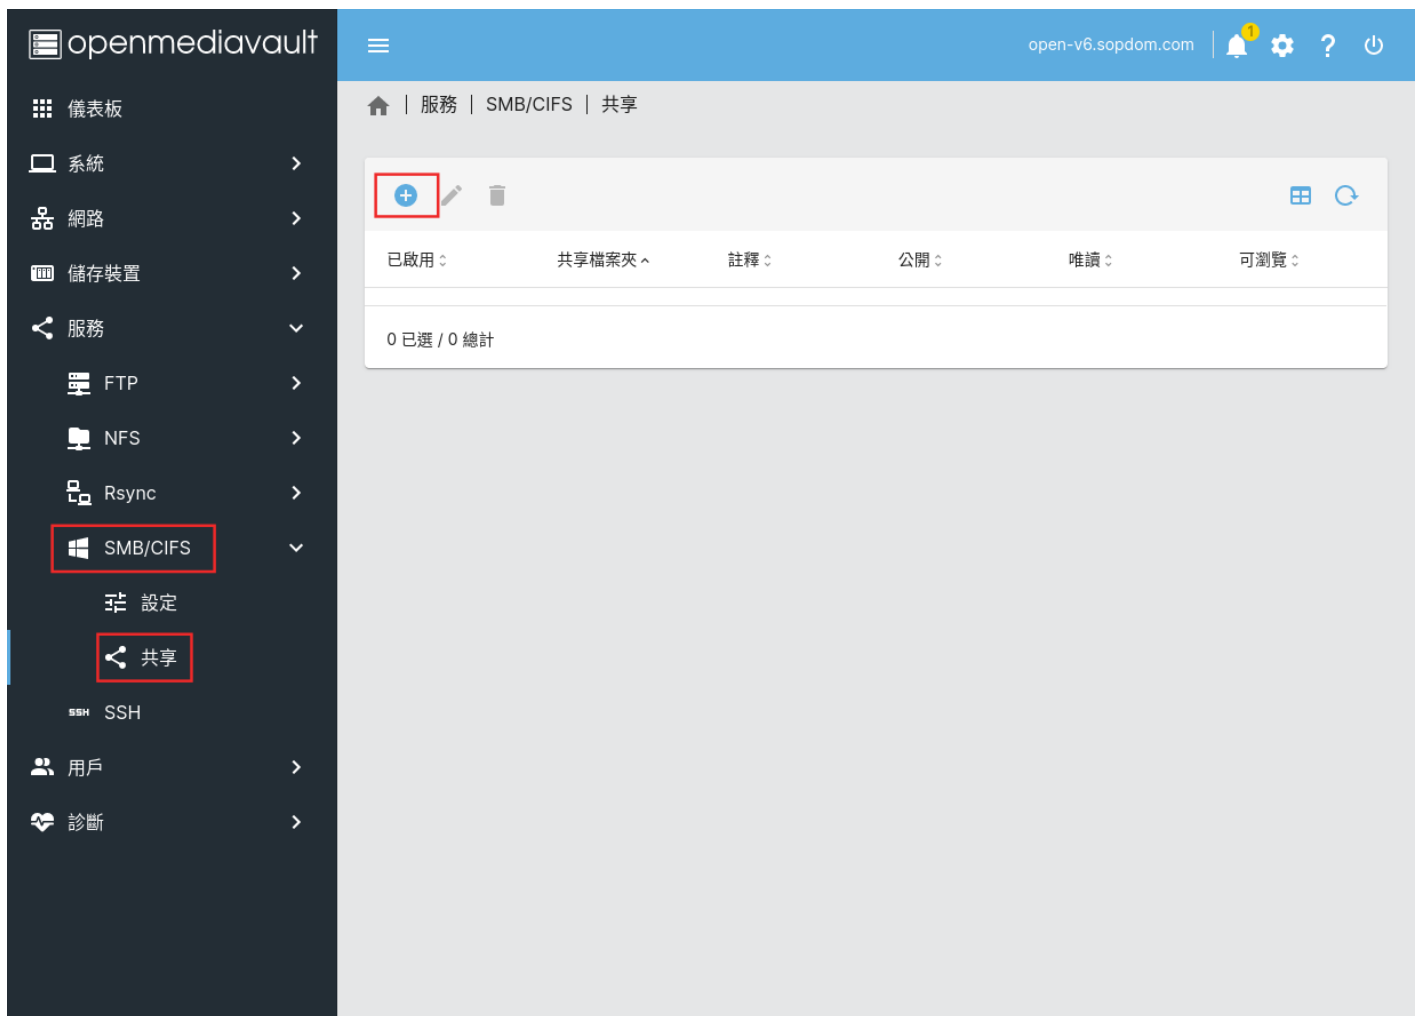 openmediavault
open-v6.sopdom.com
1
服務 | SMB/CIFS | 共享
儀表板
系統
網路
儲存裝置
服務
FTP
NFS
Rsync
SMB/CIFS
設定
共享
SSH SSH
用戶
診斷
已啟用 共享檔案夾 註釋 公開 唯讀 可瀏覽
0 已選 / 0 總計